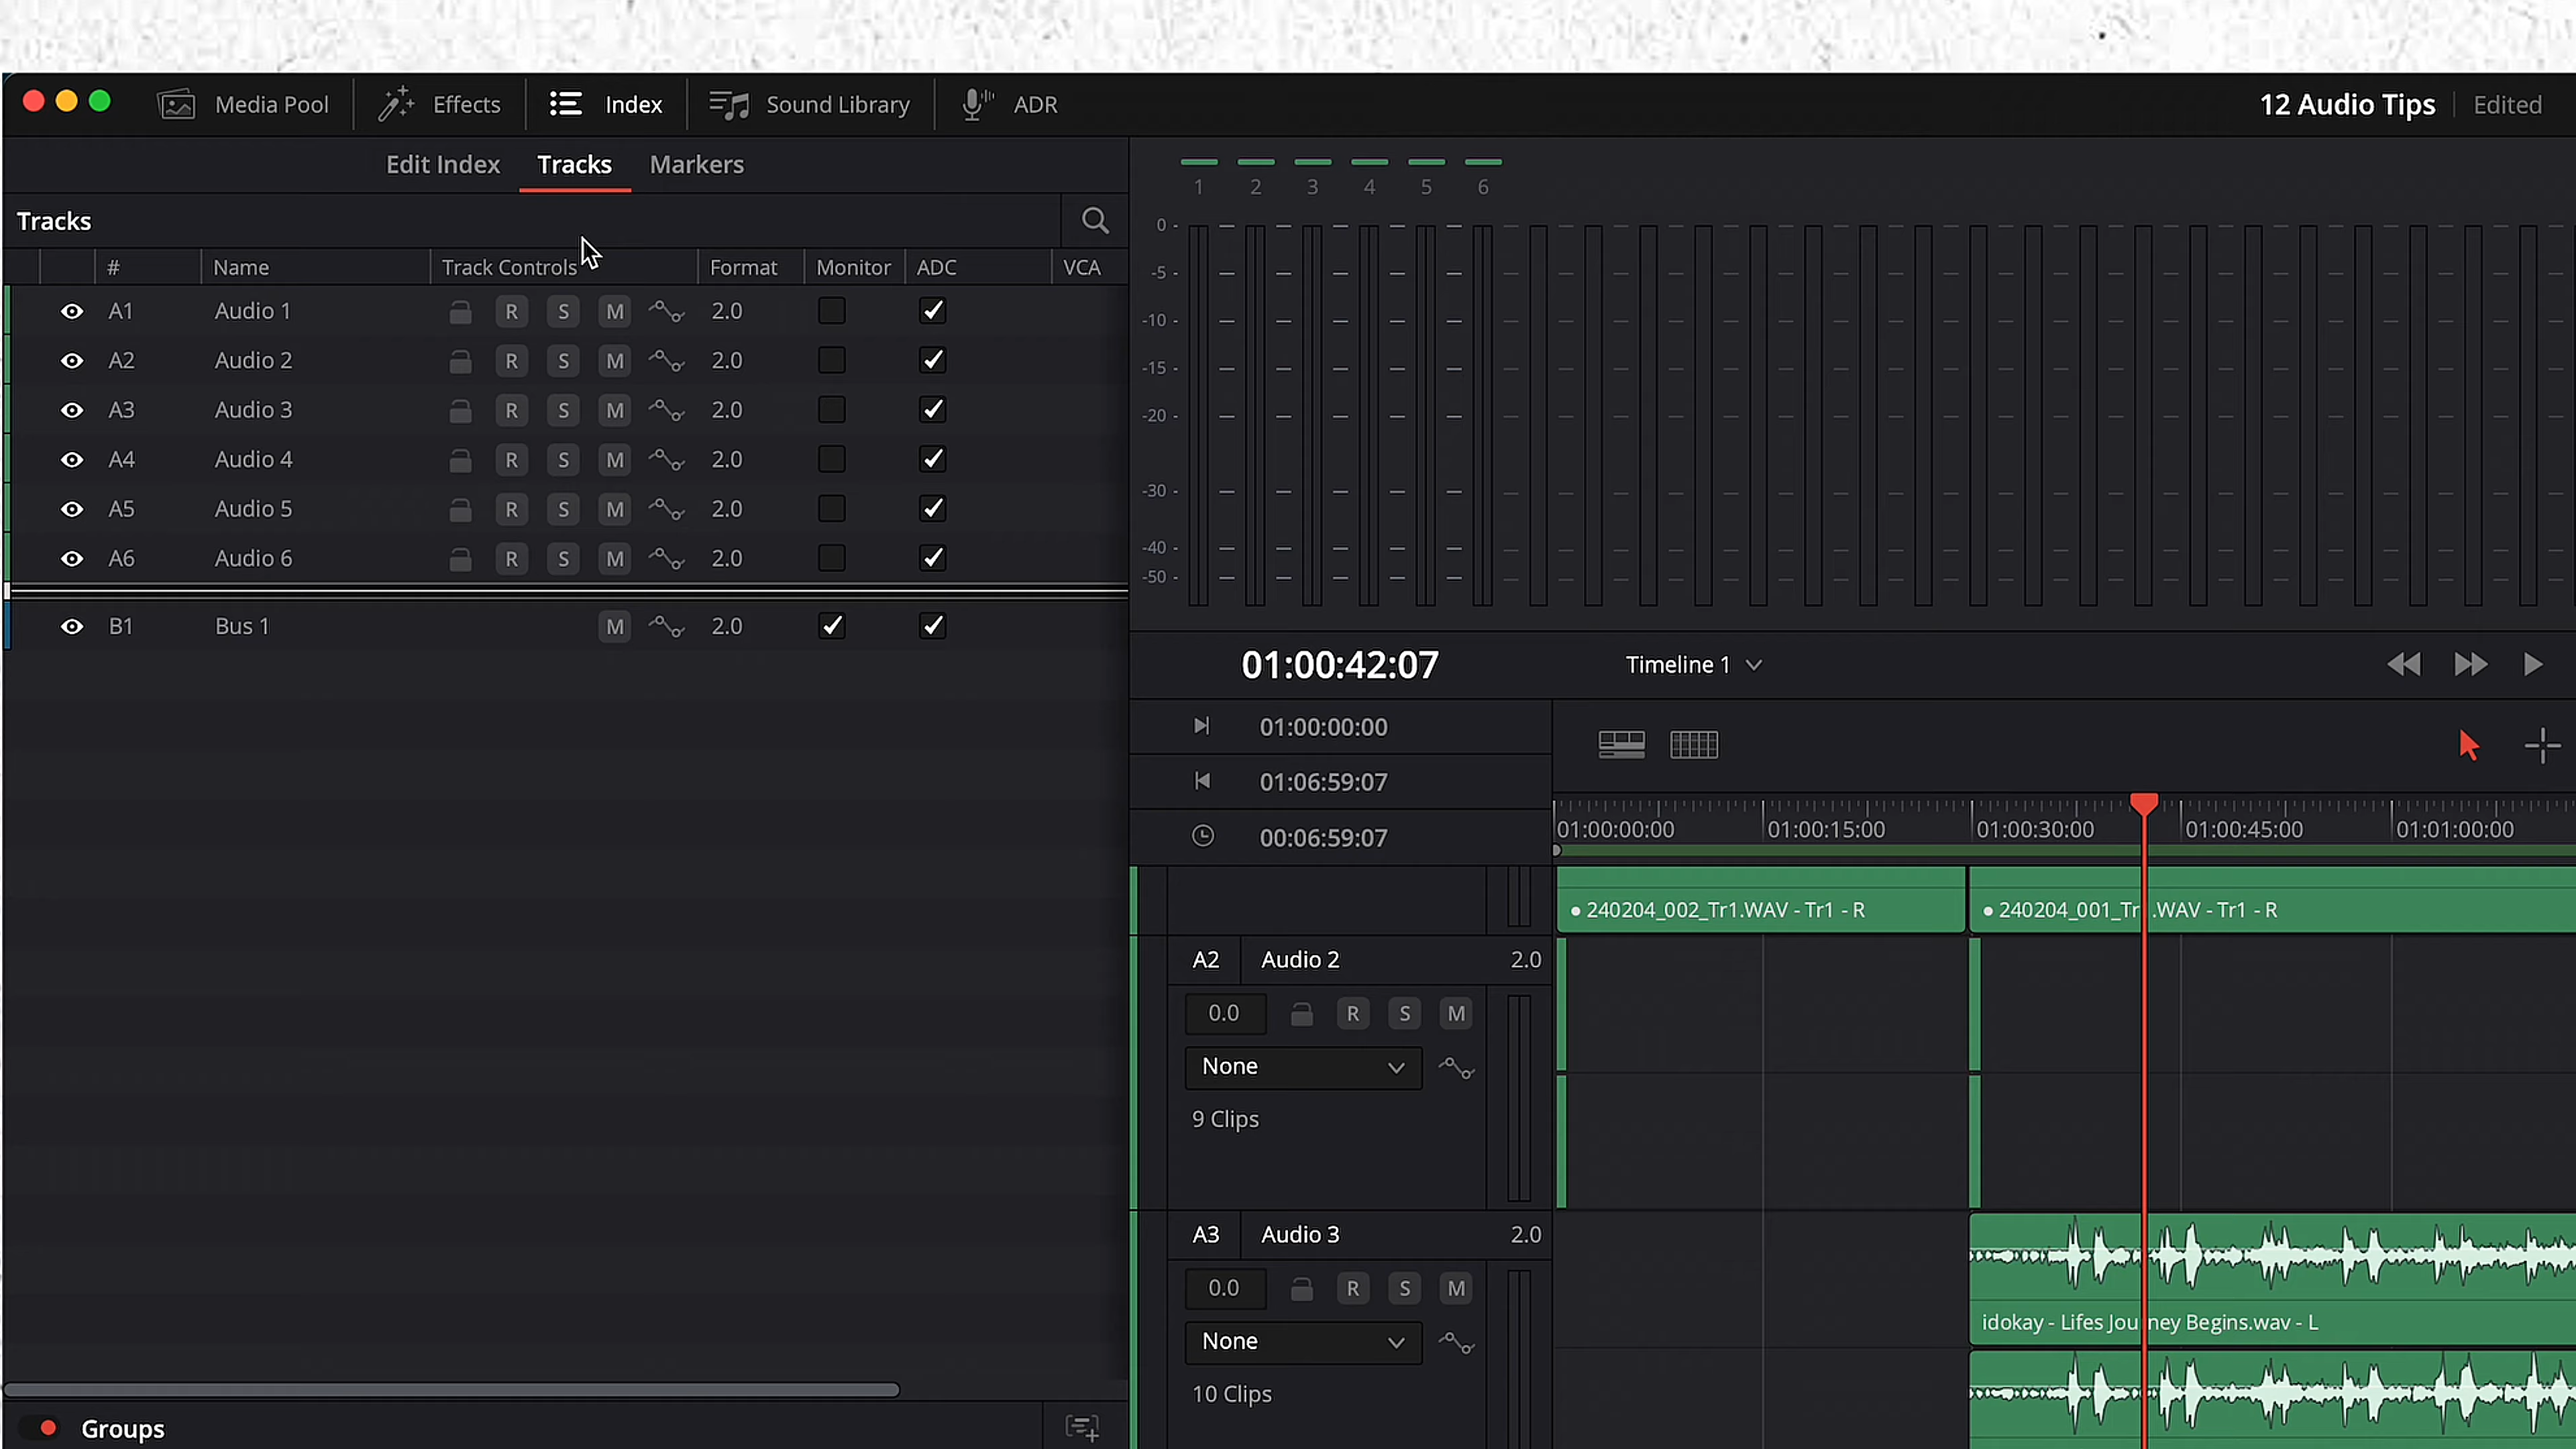 Media Pool Effects Index Sound Library ADR 12 Audio Tips Edited
Edit Index Tracks Markers
Tracks
# Name Track Controls Format Monitor ADC VCA
A1 Audio 1 R S M 2.0
A2 Audio 2 R S M 2.0
A3 Audio 3 R S M 2.0
A4 Audio 4 R S M 2.0
A5 Audio 5 R S M 2.0
A6 Audio 6 R S M 2.0
B1 Bus 1 M 2.0
Groups
1 2 3 4 5 6
0
-5
-10
-15
-20
-30
-40
-50
01:00:42:07 Timeline 1
01:00:00:00
01:06:59:07
00:06:59:07
01:00:00:00 01:00:15:00 01:00:30:00 01:00:45:00 01:01:00:00
240204_002_Tr1.WAV - Tr1 - R 240204_001_Tr .WAV - Tr1 - R
A2 Audio 2 2.0
0.0 R S M
None
9 Clips
A3 Audio 3 2.0
0.0 R S M
None
10 Clips
idokay - Lifes Journey Begins.wav - L